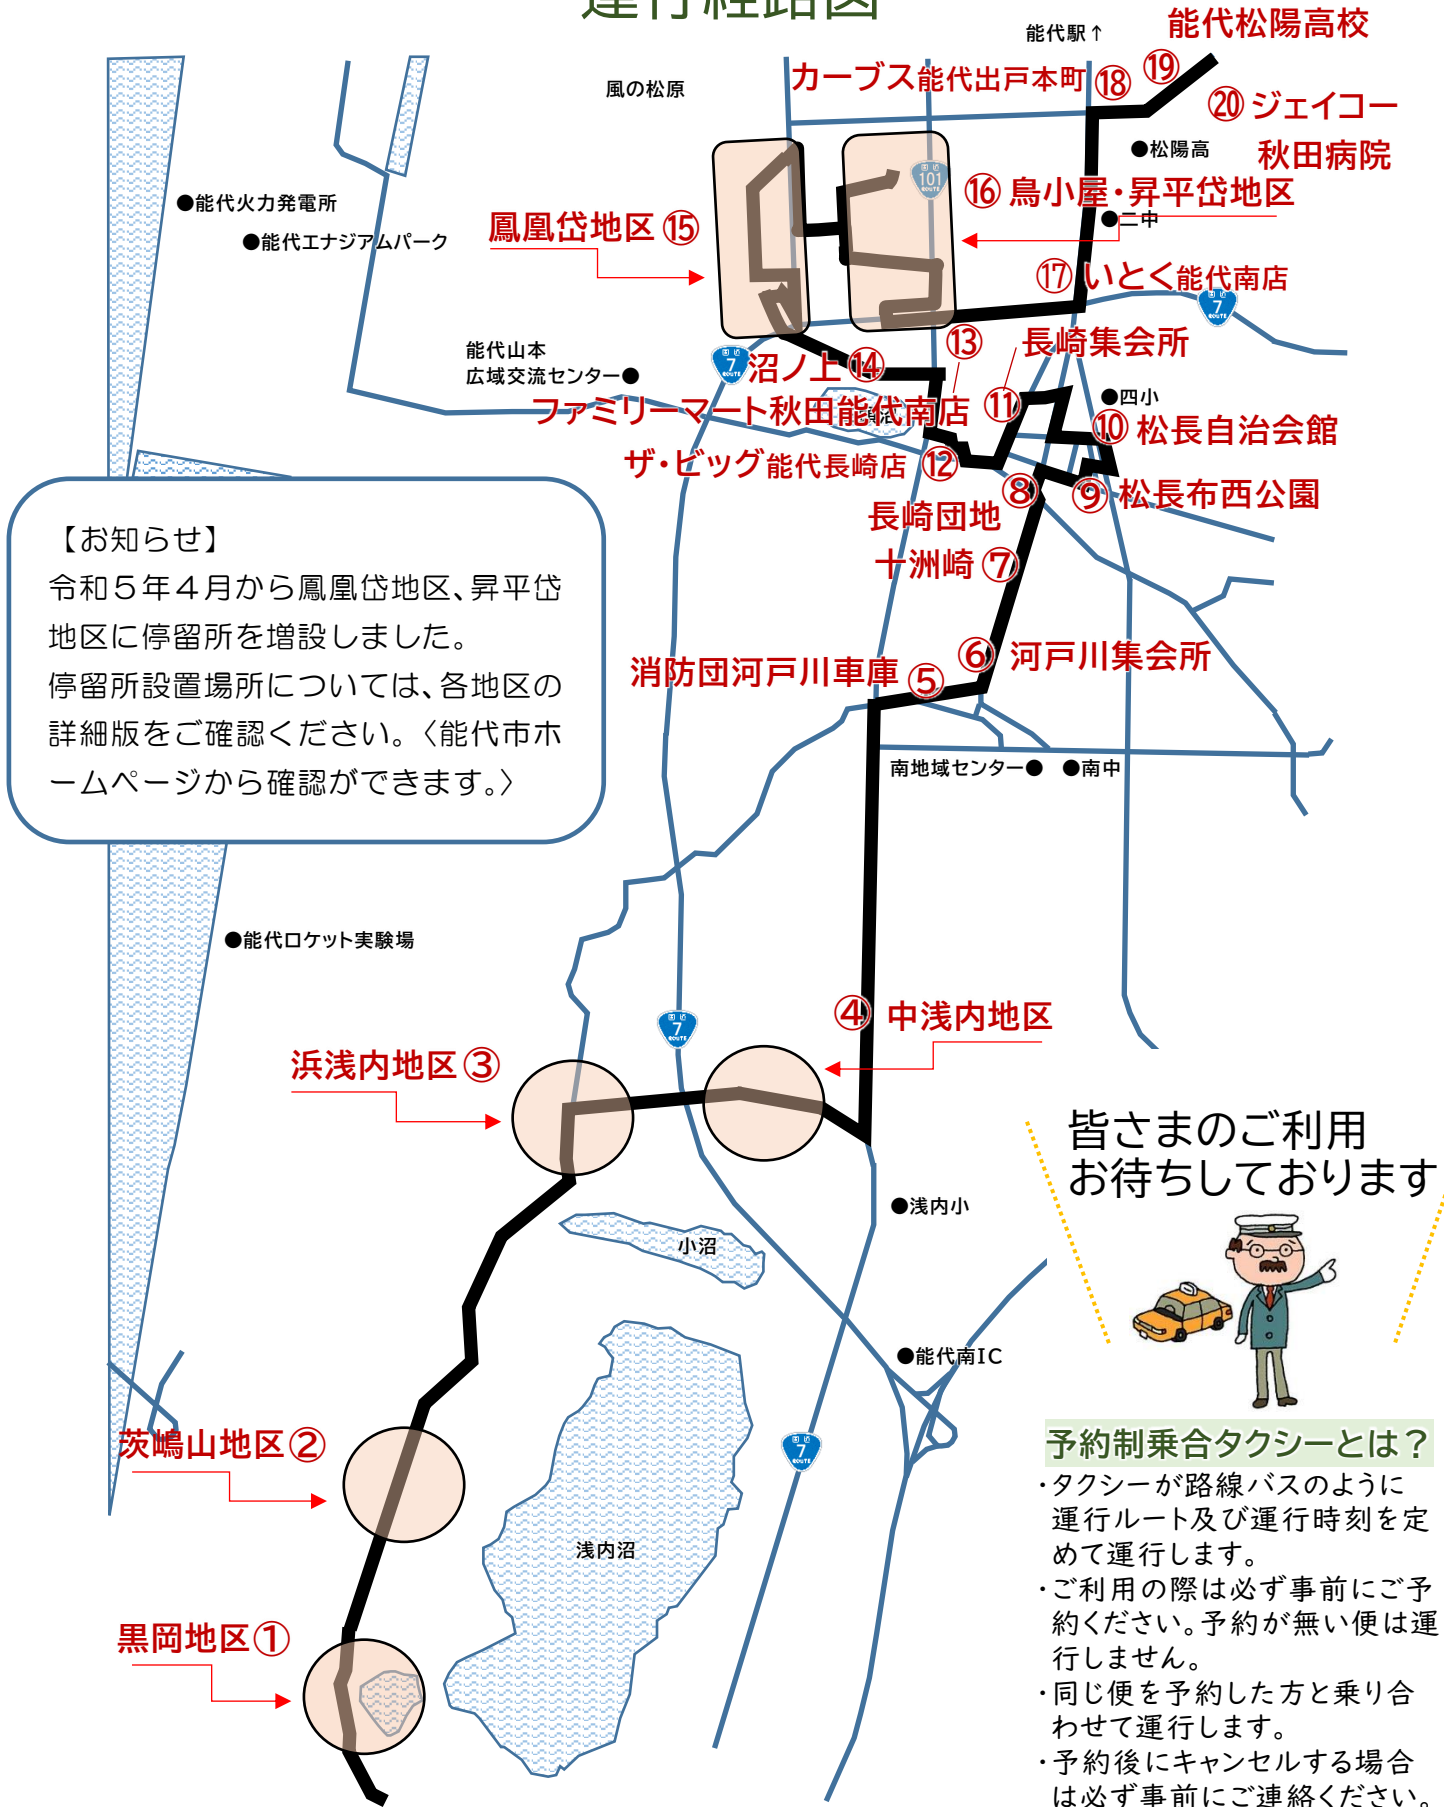 運行経路図
能代駅↑
能代松陽高校
風の松原
カーブス能代出戸本町⑱
⑲
⑳ジェイコー
秋田病院
●松陽高
101
ROUTE
⑯鳥小屋・昇平岱地区
●二中
●能代火力発電所
●能代エナジアムパーク
鳳凰岱地区⑮
⑰いとく能代南店
7
ROUTE
⑬
長崎集会所
能代山本
広域交流センター●
7
ROUTE
沼ノ上⑭
ファミリーマート秋田能代南店
⑪
●四小
⑩松長自治会館
ザ・ビッグ能代長崎店⑫
⑧
⑨松長布西公園
長崎団地
十洲崎⑦
【お知らせ】
令和５年４月から鳳凰岱地区、昇平岱
地区に停留所を増設しました。
停留所設置場所については、各地区の
詳細版をご確認ください。〈能代市ホ
ームページから確認ができます。〉
⑥河戸川集会所
消防団河戸川車庫⑤
南地域センター●
●南中
●能代ロケット実験場
④中浅内地区
7
ROUTE
浜浅内地区③
皆さまのご利用
お待ちしております
●浅内小
小沼
●能代南IC
茨嶋山地区②
7
ROUTE
浅内沼
黒岡地区①
予約制乗合タクシーとは？
・タクシーが路線バスのように
運行ルート及び運行時刻を定
めて運行します。
・ご利用の際は必ず事前にご予
約ください。予約が無い便は運
行しません。
・同じ便を予約した方と乗り合
わせて運行します。
・予約後にキャンセルする場合
は必ず事前にご連絡ください。